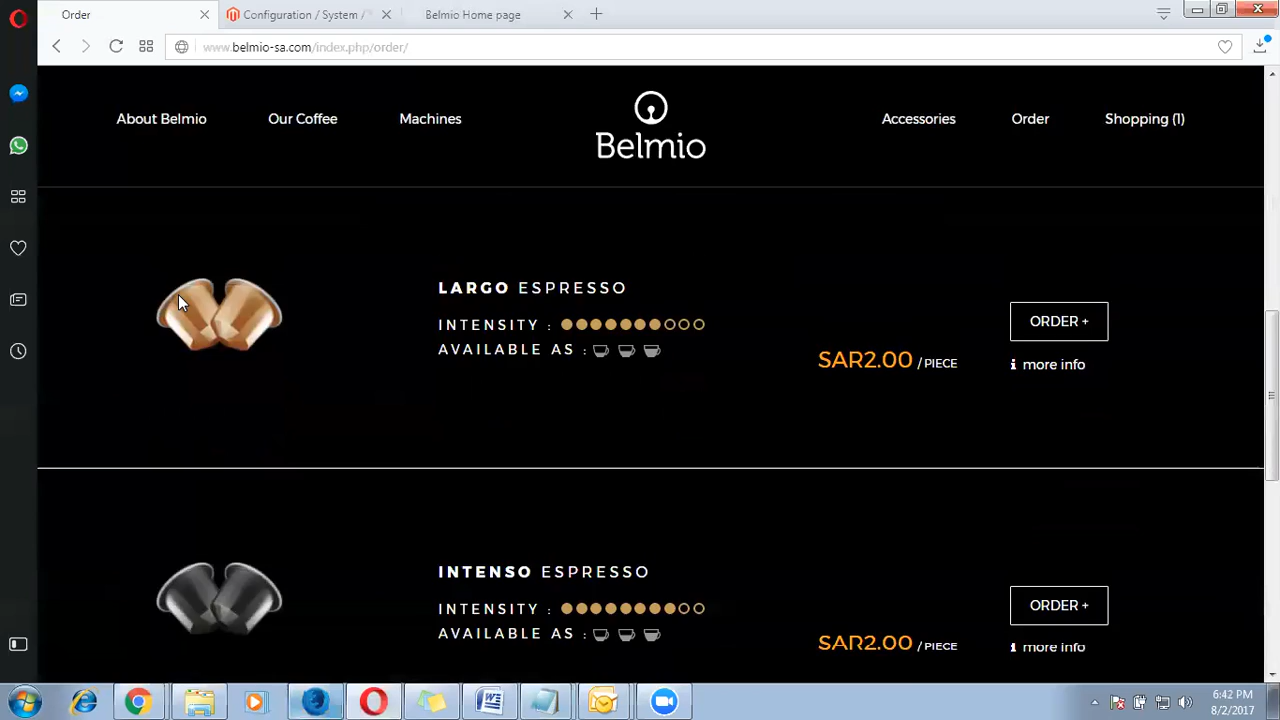 Order
Configuration / System /
Belmio Home page
www.belmio-sa.com/index.php/order/
About Belmio
Our Coffee
Machines
Belmio
Accessories
Order
Shopping (1)
LARGO ESPRESSO
INTENSITY :
AVAILABLE AS :
SAR2.00 / PIECE
ORDER +
more info
INTENSO ESPRESSO
INTENSITY :
AVAILABLE AS :
SAR2.00 / PIECE
ORDER +
more info
6:42 PM
8/2/2017